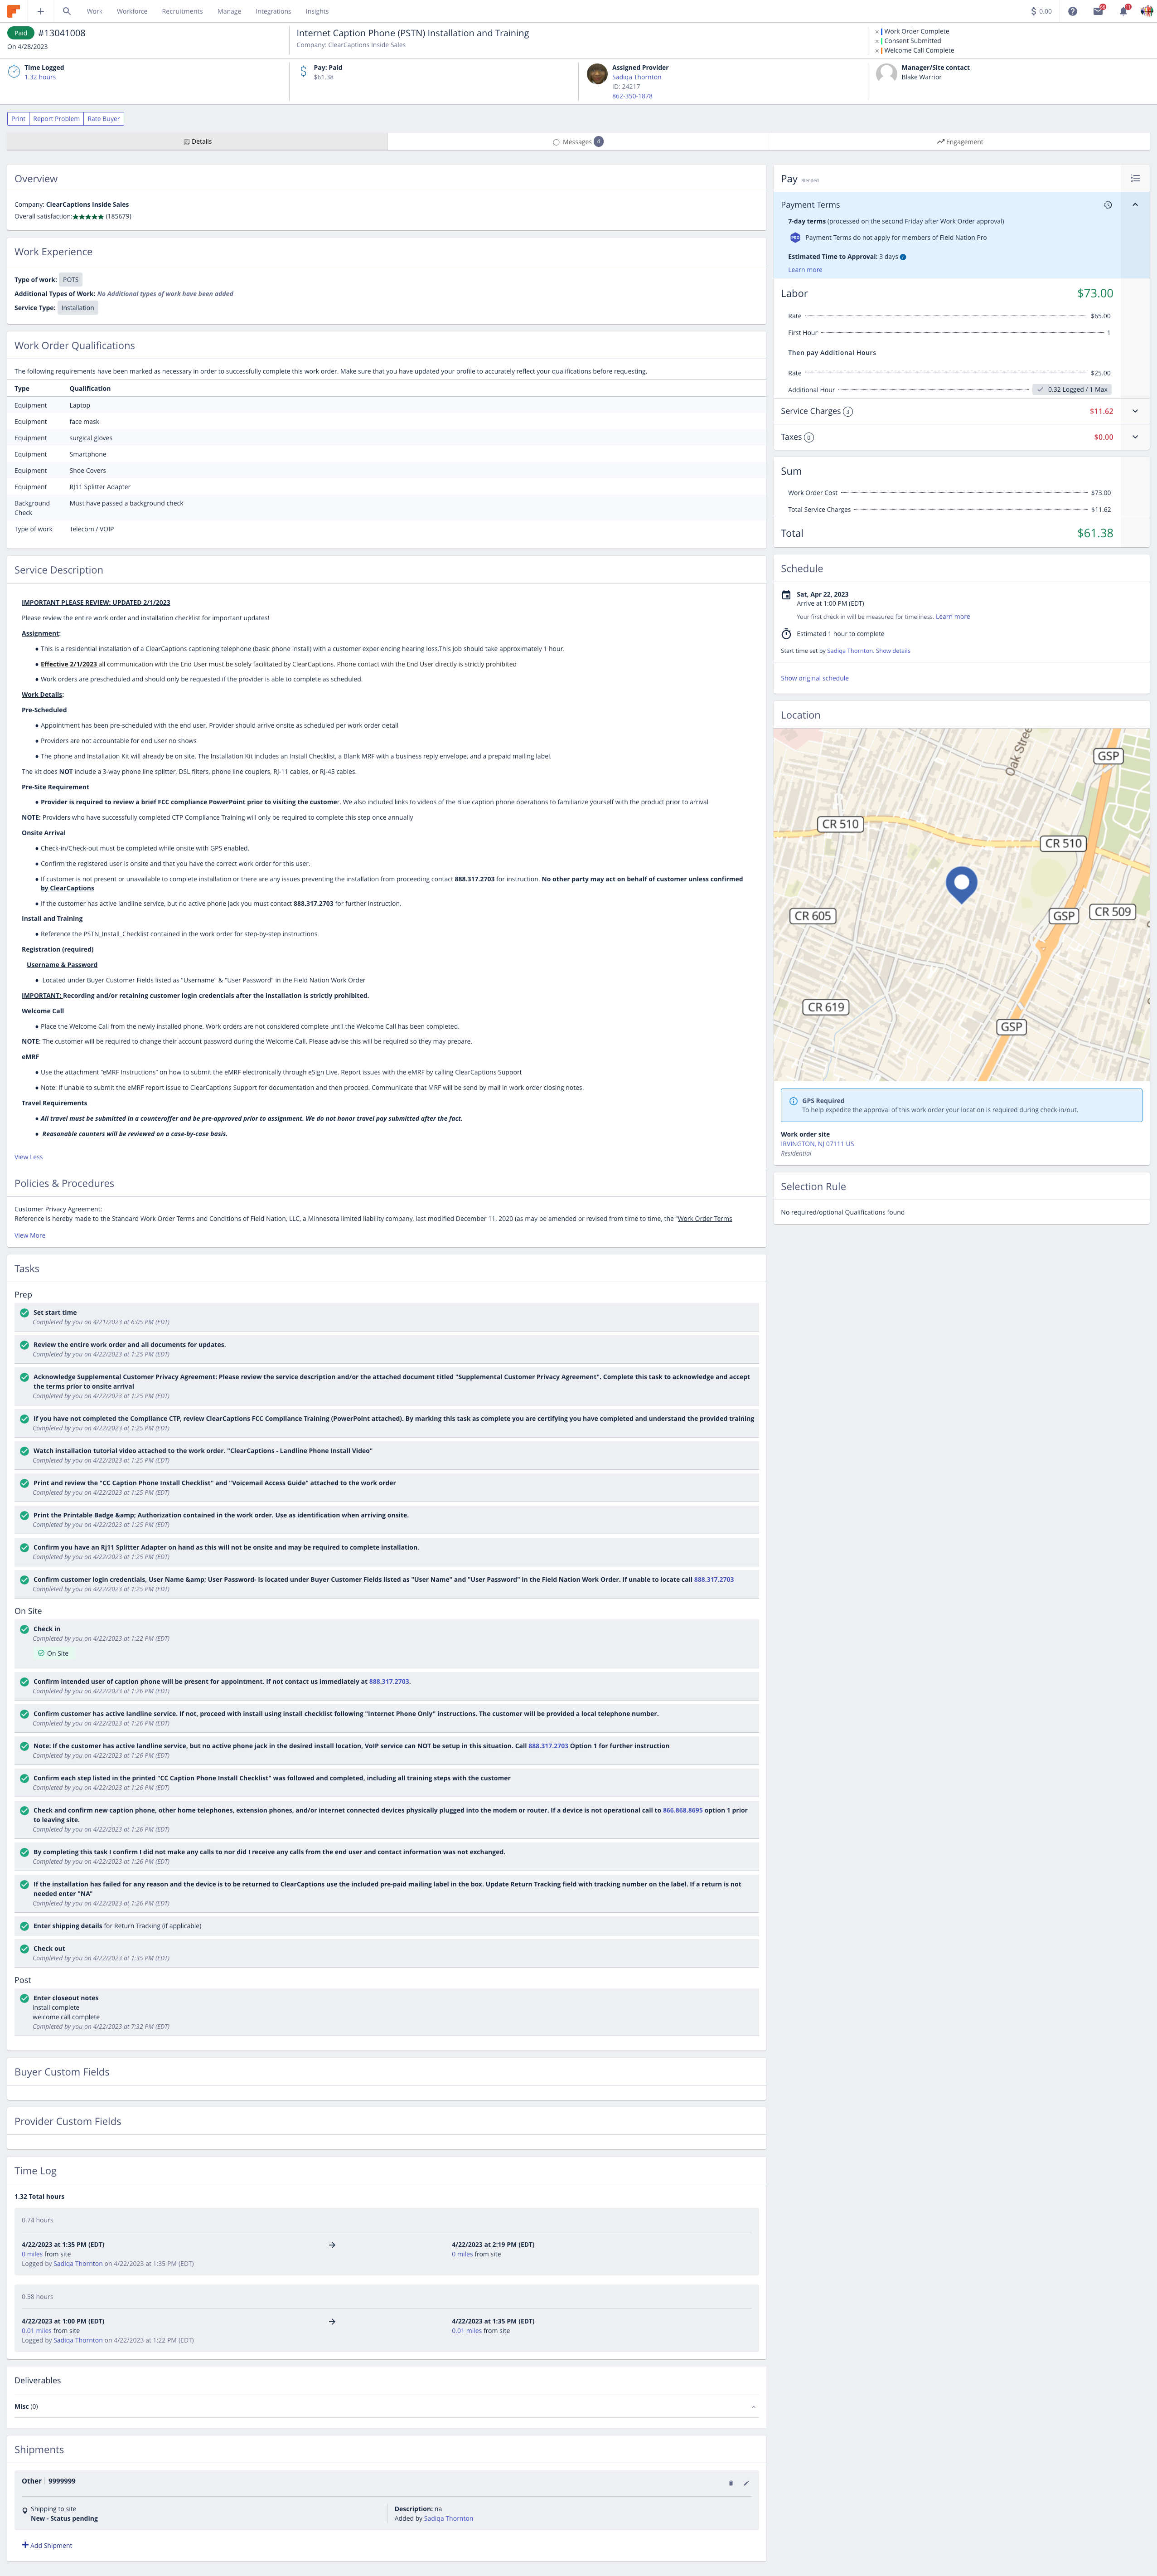 Work Workforce Recruitments Manage Integrations Insights
$ 0.00
Paid #13041008
On 4/28/2023
Internet Caption Phone (PSTN) Installation and Training
Company: ClearCaptions Inside Sales
Work Order Complete
Consent Submitted
Welcome Call Complete
Time Logged
1.32 hours
Pay: Paid
$61.38
Assigned Provider
Sadiqa Thornton
ID: 24217
862-350-1878
Manager/Site contact
Blake Warrior
Print Report Problem Rate Buyer
Details
Messages 4
Engagement
Overview
Company: ClearCaptions Inside Sales
Overall satisfaction:★★★★★ (185679)
Work Experience
Type of work: POTS
Additional Types of Work: No Additional types of work have been added
Service Type: Installation
Work Order Qualifications
The following requirements have been marked as necessary in order to successfully complete this work order. Make sure that you have updated your profile to accurately reflect your qualifications before requesting.
Type Qualification
Equipment Laptop
Equipment face mask
Equipment surgical gloves
Equipment Smartphone
Equipment Shoe Covers
Equipment RJ11 Splitter Adapter
Background Check Must have passed a background check
Type of work Telecom / VOIP
Service Description
IMPORTANT PLEASE REVIEW: UPDATED 2/1/2023
Please review the entire work order and installation checklist for important updates!
Assignment:
● This is a residential installation of a ClearCaptions captioning telephone (basic phone install) with a customer experiencing hearing loss.This job should take approximately 1 hour.
● Effective 2/1/2023 all communication with the End User must be solely facilitated by ClearCaptions. Phone contact with the End User directly is strictly prohibited
● Work orders are prescheduled and should only be requested if the provider is able to complete as scheduled.
Work Details:
Pre-Scheduled
● Appointment has been pre-scheduled with the end user. Provider should arrive onsite as scheduled per work order detail
● Providers are not accountable for end user no shows
● The phone and Installation Kit will already be on site. The Installation Kit includes an Install Checklist, a Blank MRF with a business reply envelope, and a prepaid mailing label.
The kit does NOT include a 3-way phone line splitter, DSL filters, phone line couplers, RJ-11 cables, or RJ-45 cables.
Pre-Site Requirement
● Provider is required to review a brief FCC compliance PowerPoint prior to visiting the customer. We also included links to videos of the Blue caption phone operations to familiarize yourself with the product prior to arrival
NOTE: Providers who have successfully completed CTP Compliance Training will only be required to complete this step once annually
Onsite Arrival
● Check-in/Check-out must be completed while onsite with GPS enabled.
● Confirm the registered user is onsite and that you have the correct work order for this user.
● If customer is not present or unavailable to complete installation or there are any issues preventing the installation from proceeding contact 888.317.2703 for instruction. No other party may act on behalf of customer unless confirmed
by ClearCaptions
● If the customer has active landline service, but no active phone jack you must contact 888.317.2703 for further instruction.
Install and Training
● Reference the PSTN_Install_Checklist contained in the work order for step-by-step instructions
Registration (required)
Username & Password
● Located under Buyer Customer Fields listed as "Username" & "User Password" in the Field Nation Work Order
IMPORTANT: Recording and/or retaining customer login credentials after the installation is strictly prohibited.
Welcome Call
● Place the Welcome Call from the newly installed phone. Work orders are not considered complete until the Welcome Call has been completed.
NOTE: The customer will be required to change their account password during the Welcome Call. Please advise this will be required so they may prepare.
eMRF
● Use the attachment "eMRF Instructions" on how to submit the eMRF electronically through eSign Live. Report issues with the eMRF by calling ClearCaptions Support
● Note: If unable to submit the eMRF report issue to ClearCaptions Support for documentation and then proceed. Communicate that MRF will be send by mail in work order closing notes.
Travel Requirements
● All travel must be submitted in a counteroffer and be pre-approved prior to assignment. We do not honor travel pay submitted after the fact.
● Reasonable counters will be reviewed on a case-by-case basis.
View Less
Policies & Procedures
Customer Privacy Agreement:
Reference is hereby made to the Standard Work Order Terms and Conditions of Field Nation, LLC, a Minnesota limited liability company, last modified December 11, 2020 (as may be amended or revised from time to time, the "Work Order Terms
View More
Tasks
Prep
Set start time
Completed by you on 4/21/2023 at 6:05 PM (EDT)
Review the entire work order and all documents for updates.
Completed by you on 4/22/2023 at 1:25 PM (EDT)
Acknowledge Supplemental Customer Privacy Agreement: Please review the service description and/or the attached document titled "Supplemental Customer Privacy Agreement". Complete this task to acknowledge and accept
the terms prior to onsite arrival
Completed by you on 4/22/2023 at 1:25 PM (EDT)
If you have not completed the Compliance CTP, review ClearCaptions FCC Compliance Training (PowerPoint attached). By marking this task as complete you are certifying you have completed and understand the provided training
Completed by you on 4/22/2023 at 1:25 PM (EDT)
Watch installation tutorial video attached to the work order. "ClearCaptions - Landline Phone Install Video"
Completed by you on 4/22/2023 at 1:25 PM (EDT)
Print and review the "CC Caption Phone Install Checklist" and "Voicemail Access Guide" attached to the work order
Completed by you on 4/22/2023 at 1:25 PM (EDT)
Print the Printable Badge &amp; Authorization contained in the work order. Use as identification when arriving onsite.
Completed by you on 4/22/2023 at 1:25 PM (EDT)
Confirm you have an RJ11 Splitter Adapter on hand as this will not be onsite and may be required to complete installation.
Completed by you on 4/22/2023 at 1:25 PM (EDT)
Confirm customer login credentials, User Name &amp; User Password- Is located under Buyer Customer Fields listed as "User Name" and "User Password" in the Field Nation Work Order. If unable to locate call 888.317.2703
Completed by you on 4/22/2023 at 1:25 PM (EDT)
On Site
Check in
Completed by you on 4/22/2023 at 1:22 PM (EDT)
On Site
Confirm intended user of caption phone will be present for appointment. If not contact us immediately at 888.317.2703.
Completed by you on 4/22/2023 at 1:26 PM (EDT)
Confirm customer has active landline service. If not, proceed with install using install checklist following "Internet Phone Only" instructions. The customer will be provided a local telephone number.
Completed by you on 4/22/2023 at 1:26 PM (EDT)
Note: If the customer has active landline service, but no active phone jack in the desired install location, VoIP service can NOT be setup in this situation. Call 888.317.2703 Option 1 for further instruction
Completed by you on 4/22/2023 at 1:26 PM (EDT)
Confirm each step listed in the printed "CC Caption Phone Install Checklist" was followed and completed, including all training steps with the customer
Completed by you on 4/22/2023 at 1:26 PM (EDT)
Check and confirm new caption phone, other home telephones, extension phones, and/or internet connected devices physically plugged into the modem or router. If a device is not operational call to 866.868.8695 option 1 prior
to leaving site.
Completed by you on 4/22/2023 at 1:26 PM (EDT)
By completing this task I confirm I did not make any calls to nor did I receive any calls from the end user and contact information was not exchanged.
Completed by you on 4/22/2023 at 1:26 PM (EDT)
If the installation has failed for any reason and the device is to be returned to ClearCaptions use the included pre-paid mailing label in the box. Update Return Tracking field with tracking number on the label. If a return is not
needed enter "NA"
Completed by you on 4/22/2023 at 1:26 PM (EDT)
Enter shipping details for Return Tracking (if applicable)
Check out
Completed by you on 4/22/2023 at 1:35 PM (EDT)
Post
Enter closeout notes
install complete
welcome call complete
Completed by you on 4/22/2023 at 7:32 PM (EDT)
Buyer Custom Fields
Provider Custom Fields
Time Log
1.32 Total hours
0.74 hours
4/22/2023 at 1:35 PM (EDT) → 4/22/2023 at 2:19 PM (EDT)
0 miles from site 0 miles from site
Logged by Sadiqa Thornton on 4/22/2023 at 1:35 PM (EDT)
0.58 hours
4/22/2023 at 1:00 PM (EDT) → 4/22/2023 at 1:35 PM (EDT)
0.01 miles from site 0.01 miles from site
Logged by Sadiqa Thornton on 4/22/2023 at 1:22 PM (EDT)
Deliverables
Misc (0)
Shipments
Other 9999999
Shipping to site
New - Status pending
Description: na
Added by Sadiqa Thornton
+ Add Shipment
Pay Blended
Payment Terms
7-day terms (processed on the second Friday after Work Order approval)
PRO Payment Terms do not apply for members of Field Nation Pro
Estimated Time to Approval: 3 days
Learn more
Labor $73.00
Rate $65.00
First Hour 1
Then pay Additional Hours
Rate $25.00
Additional Hour 0.32 Logged / 1 Max
Service Charges 3 $11.62
Taxes 0 $0.00
Sum
Work Order Cost $73.00
Total Service Charges $11.62
Total $61.38
Schedule
Sat, Apr 22, 2023
Arrive at 1:00 PM (EDT)
Your first check in will be measured for timeliness. Learn more
Estimated 1 hour to complete
Start time set by Sadiqa Thornton. Show details
Show original schedule
Location
Oak Stree
GSP
CR 510
CR 510
CR 605
GSP
CR 509
CR 619
GSP
GPS Required
To help expedite the approval of this work order your location is required during check in/out.
Work order site
IRVINGTON, NJ 07111 US
Residential
Selection Rule
No required/optional Qualifications found